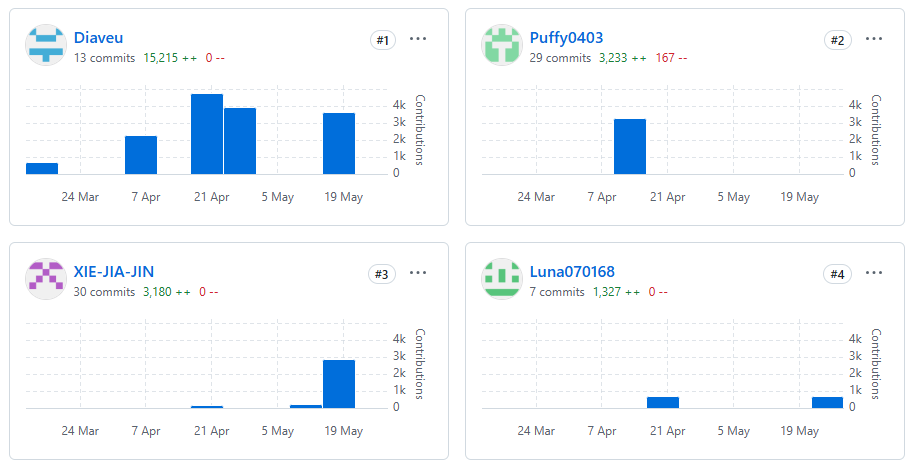 Diaveu #1 ···
13 commits 15,215 ++ 0 --
4k
3k
2k
1k
0
Contributions
24 Mar 7 Apr 21 Apr 5 May 19 May
Puffy0403 #2 ···
29 commits 3,233 ++ 167 --
4k
3k
2k
1k
0
Contributions
24 Mar 7 Apr 21 Apr 5 May 19 May
XIE-JIA-JIN #3 ···
30 commits 3,180 ++ 0 --
4k
3k
2k
1k
0
Contributions
24 Mar 7 Apr 21 Apr 5 May 19 May
Luna070168 #4 ···
7 commits 1,327 ++ 0 --
4k
3k
2k
1k
0
Contributions
24 Mar 7 Apr 21 Apr 5 May 19 May